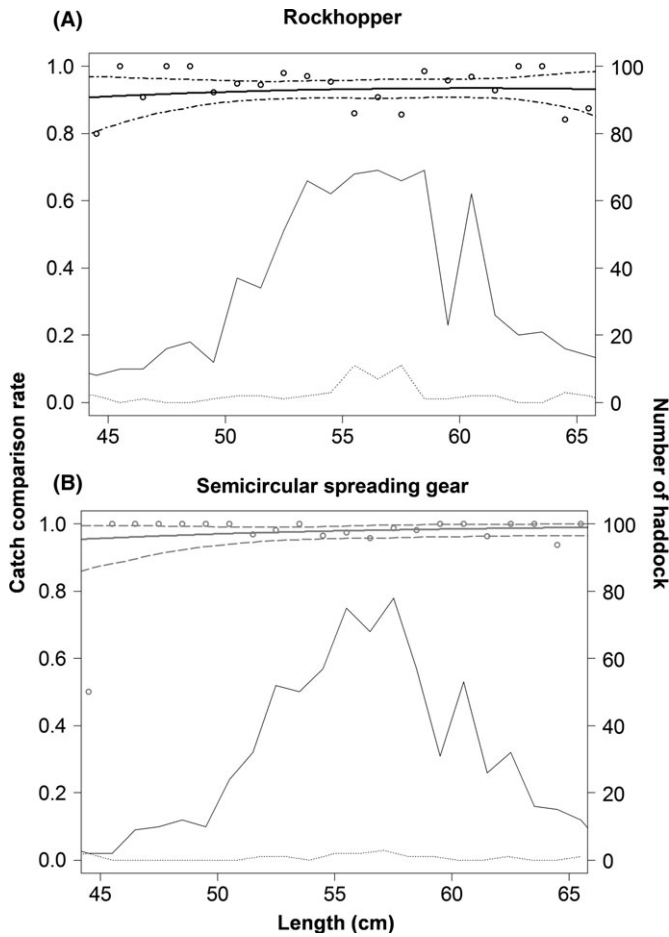 (A)
Rockhopper
1.0
0.8
0.6
0.4
0.2
0.0
100
80
60
40
20
0
45 50 55 60 65
Catch comparison rate
Number of haddock
(B)
Semicircular spreading gear
1.0
0.8
0.6
0.4
0.2
0.0
100
80
60
40
20
0
45 50 55 60 65
Length (cm)